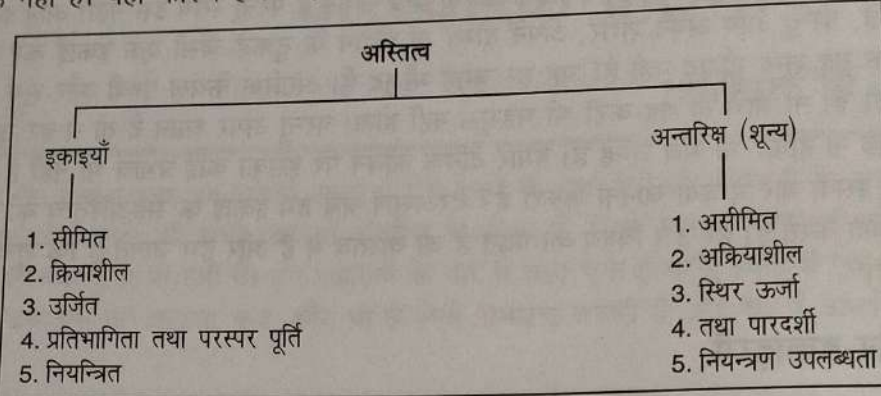 अस्तित्व
इकाइयाँ
1. सीमित
2. क्रियाशील
3. उर्जित
4. प्रतिभागिता तथा परस्पर पूर्ति
5. नियन्त्रित
अन्तरिक्ष (शून्य)
1. असीमित
2. अक्रियाशील
3. स्थिर ऊर्जा
4. तथा पारदर्शी
5. नियन्त्रण उपलब्धता